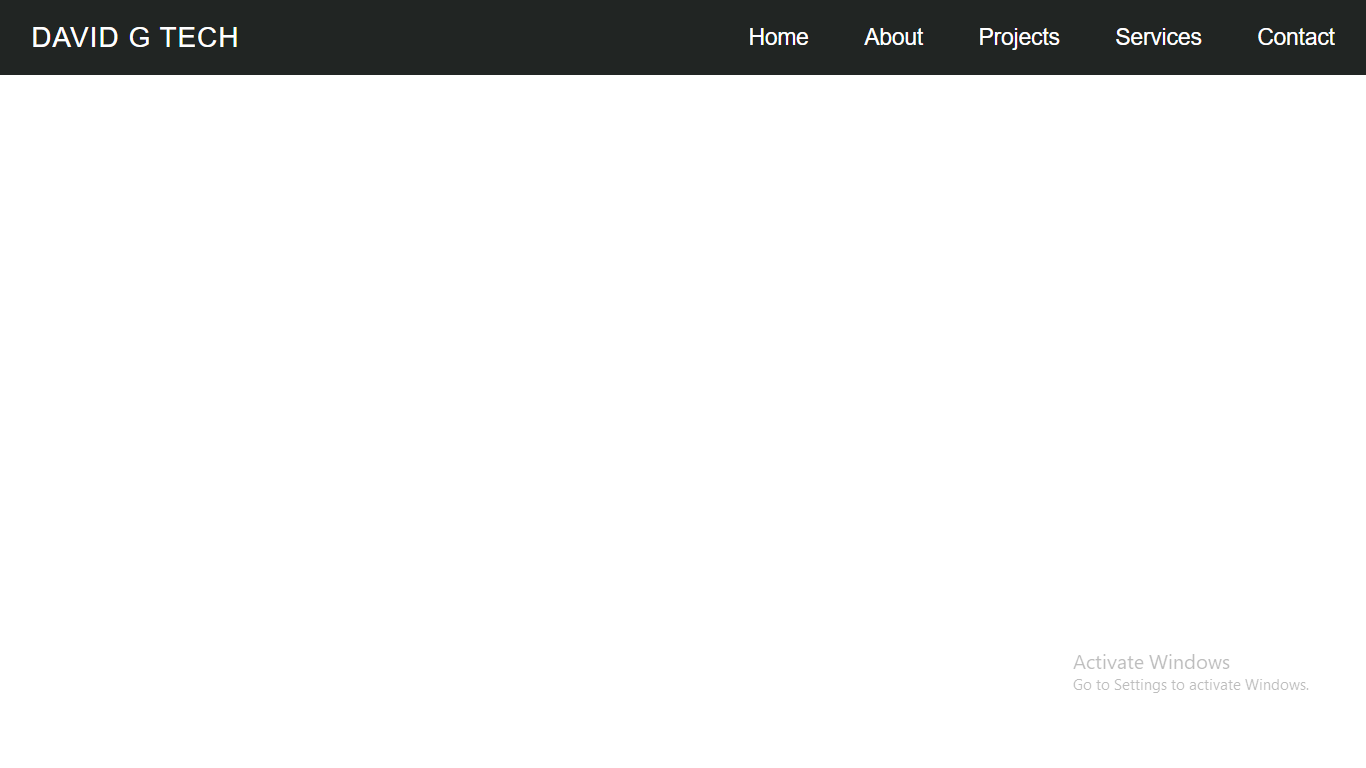 DAVID G TECH Home About Projects Services Contact
Activate Windows
Go to Settings to activate Windows.